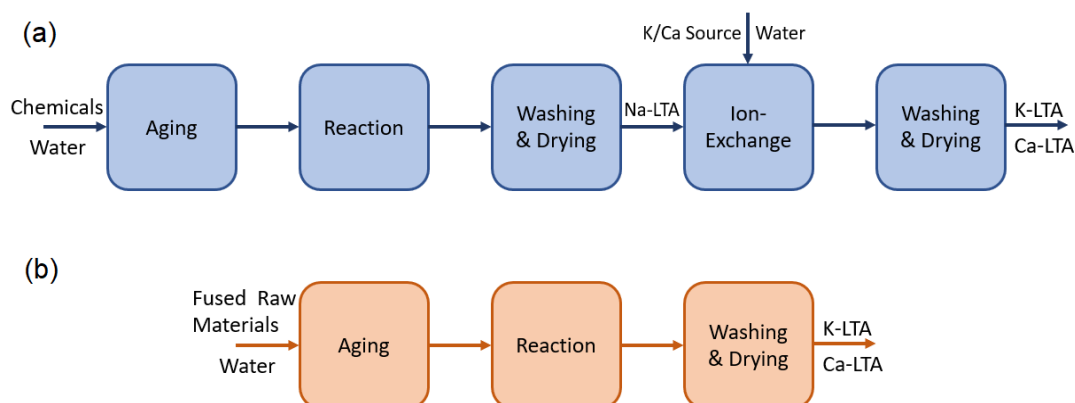 (a)
K/Ca Source Water
Chemicals
Water
Aging
Reaction
Washing
& Drying
Na-LTA
Ion-
Exchange
Washing
& Drying
K-LTA
Ca-LTA
(b)
Fused Raw
Materials
Water
Aging
Reaction
Washing
& Drying
K-LTA
Ca-LTA